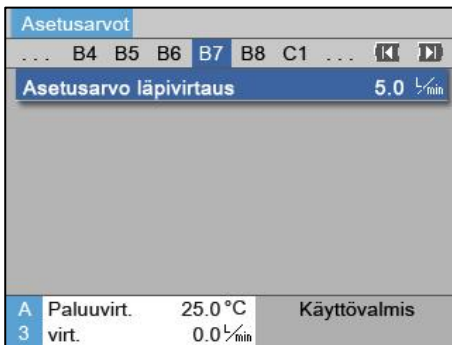 Asetusarvot
... B4 B5 B6 B7 B8 C1 ...
Asetusarvo läpivirtaus 5.0 L/min
A Paluuvirt. 25.0 °C Käyttövalmis
3 virt. 0.0 L/min